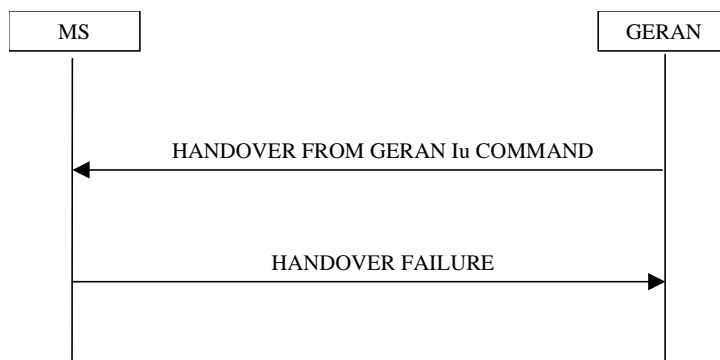 MS
GERAN
HANDOVER FROM GERAN Iu COMMAND
HANDOVER FAILURE